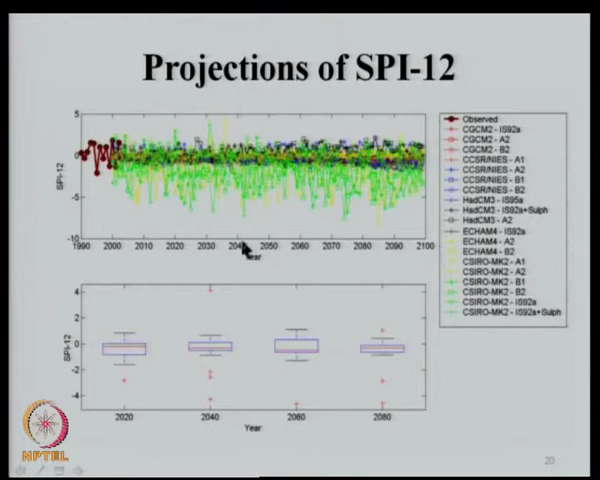 Projections of SPI-12
5
0
-5
-10
SPI-12
1990 2000 2010 2020 2030 2040 2050 2060 2070 2080 2090 2100
Year
Observed
CGCM2 - IS92a
CGCM2 - A2
CGCM2 - B2
CCSR/NIES - A1
CCSR/NIES - A2
CCSR/NIES - B1
CCSR/NIES - B2
HadCM3 - IS95a
HadCM3 - IS92a+Sulph
HadCM3 - A2
ECHAM4 - IS92a
ECHAM4 - A2
ECHAM4 - B2
CSIRO-MK2 - A1
CSIRO-MK2 - A2
CSIRO-MK2 - B1
CSIRO-MK2 - B2
CSIRO-MK2 - IS92a
CSIRO-MK2 - IS92a+Sulph
4
2
0
-2
-4
SPI-12
2020 2040 2060 2080
Year
NPTEL
20